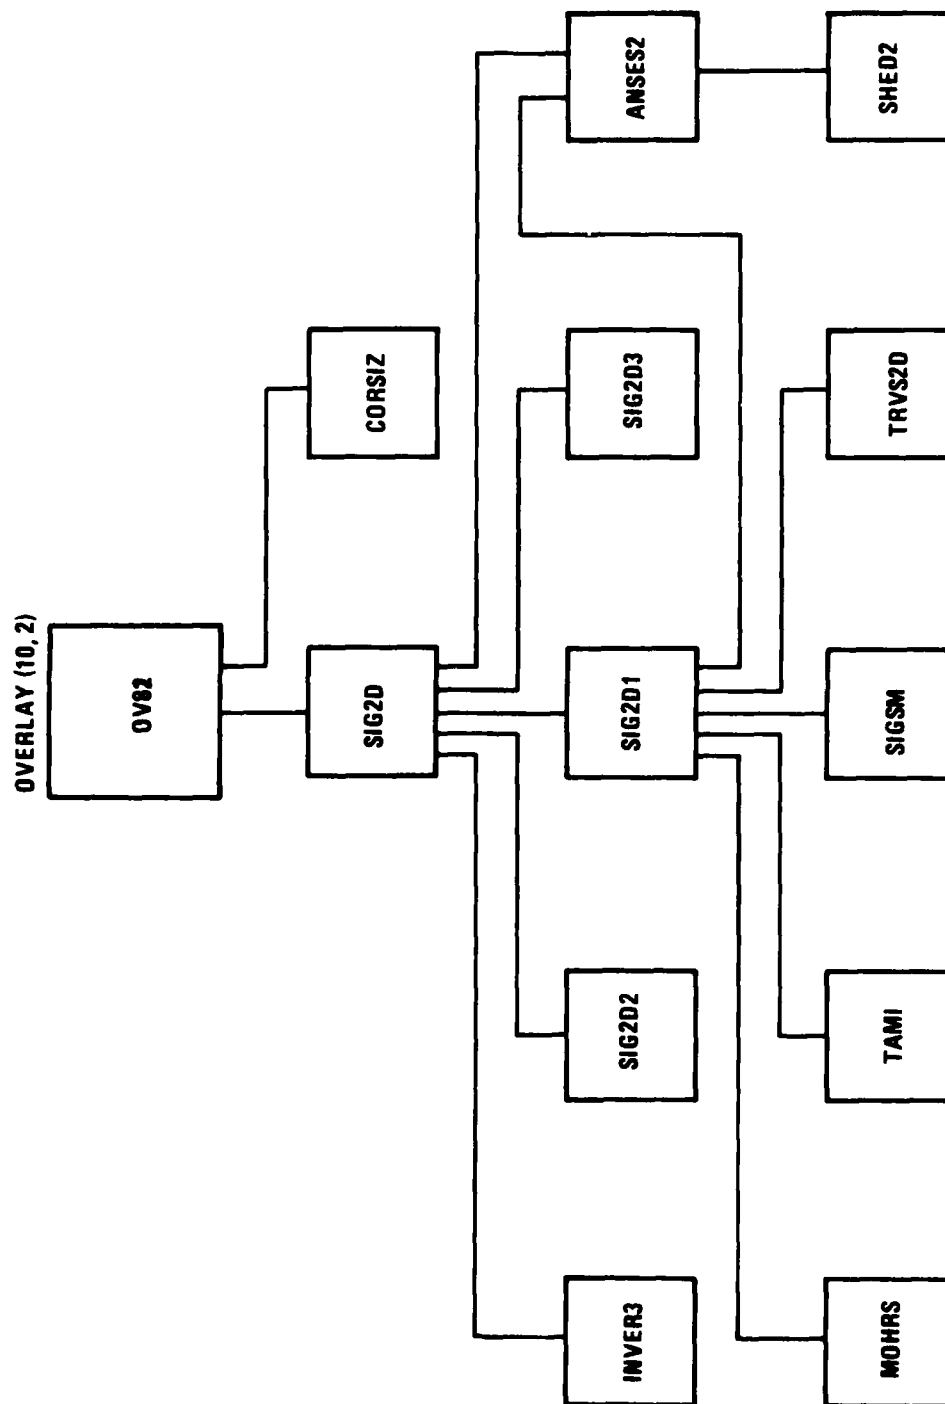 OVERLAY (10, 2)
OV82
SIG2D
CORSIZ
INVER3
SIG2D2
SIG2D1
SIG2D3
ANSES2
MOHRS
TAMI
SIGSM
TRVS2D
SHED2